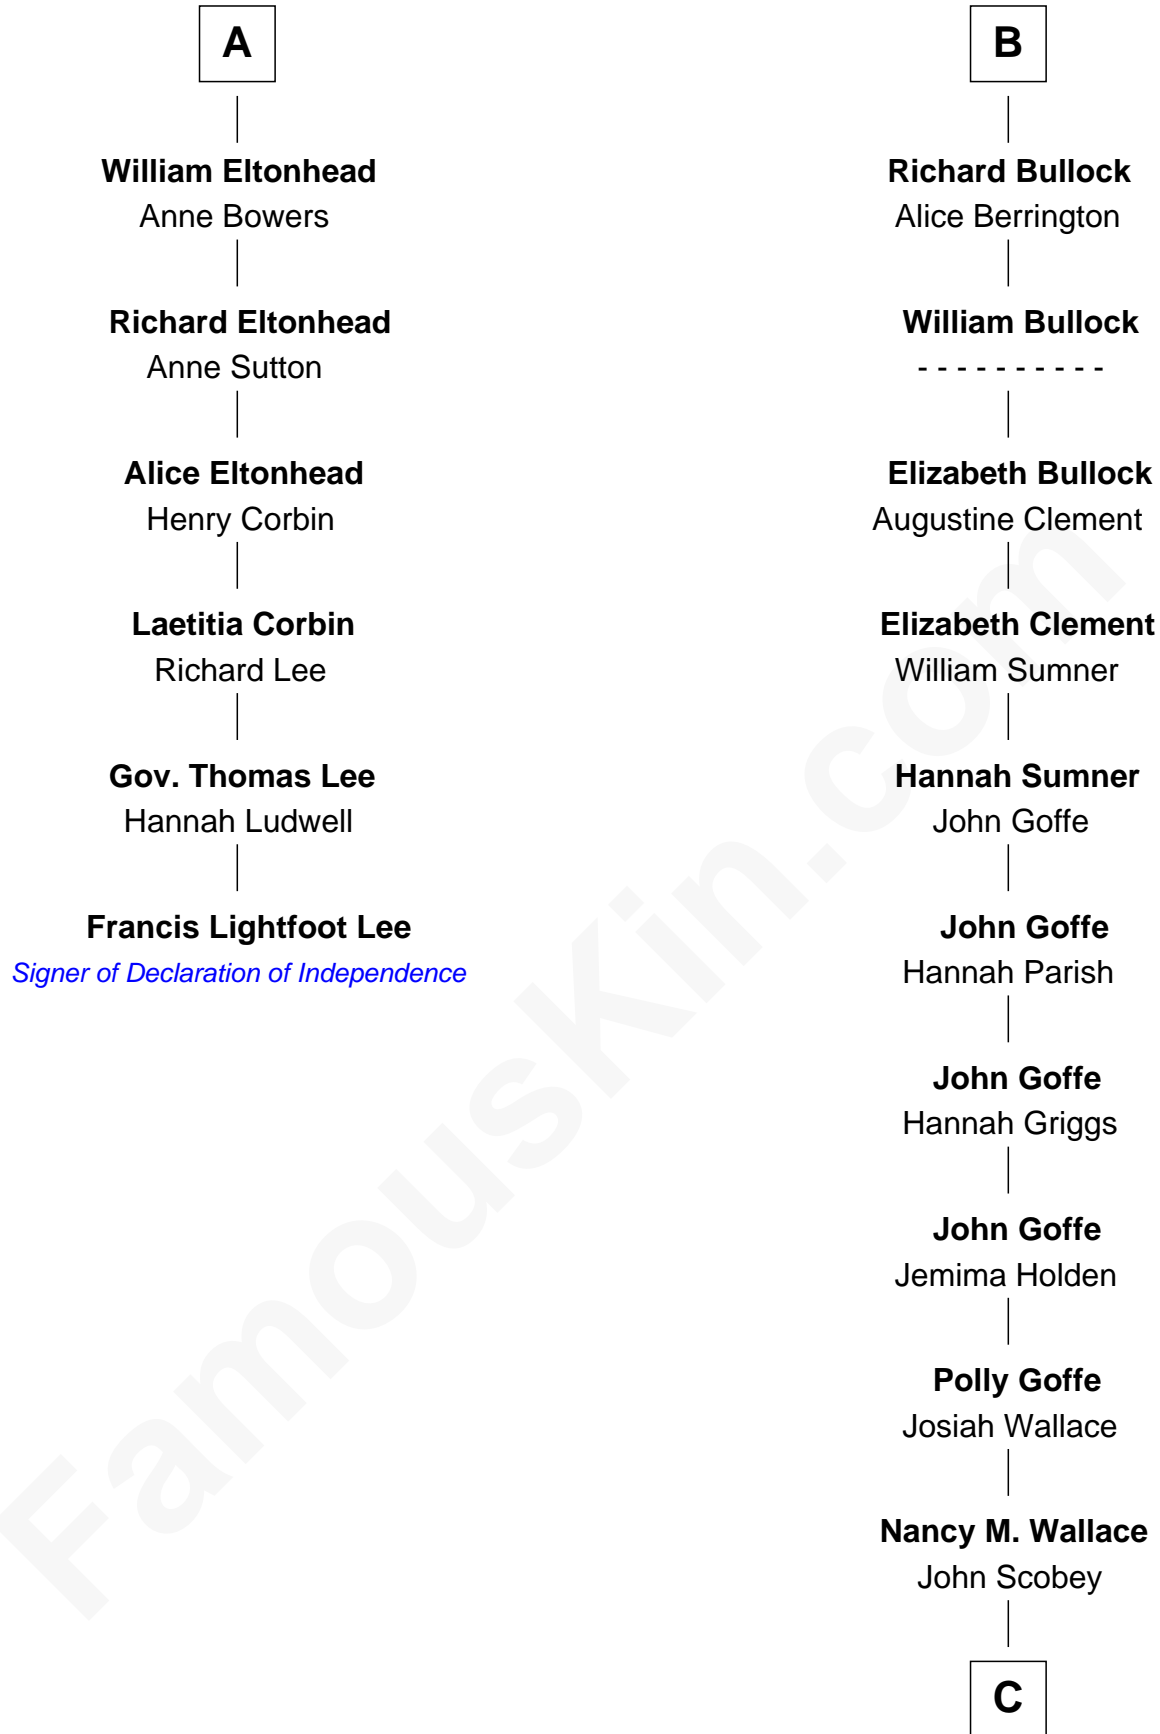 A
William Eltonhead
Anne Bowers
Richard Eltonhead
Anne Sutton
Alice Eltonhead
Henry Corbin
Laetitia Corbin
Richard Lee
Gov. Thomas Lee
Hannah Ludwell
Francis Lightfoot Lee
Signer of Declaration of Independence
B
Richard Bullock
Alice Berrington
William Bullock
- - - - - - - - - -
Elizabeth Bullock
Augustine Clement
Elizabeth Clement
William Sumner
Hannah Sumner
John Goffe
John Goffe
Hannah Parish
John Goffe
Hannah Griggs
John Goffe
Jemima Holden
Polly Goffe
Josiah Wallace
Nancy M. Wallace
John Scobey
C
FamousKin.com